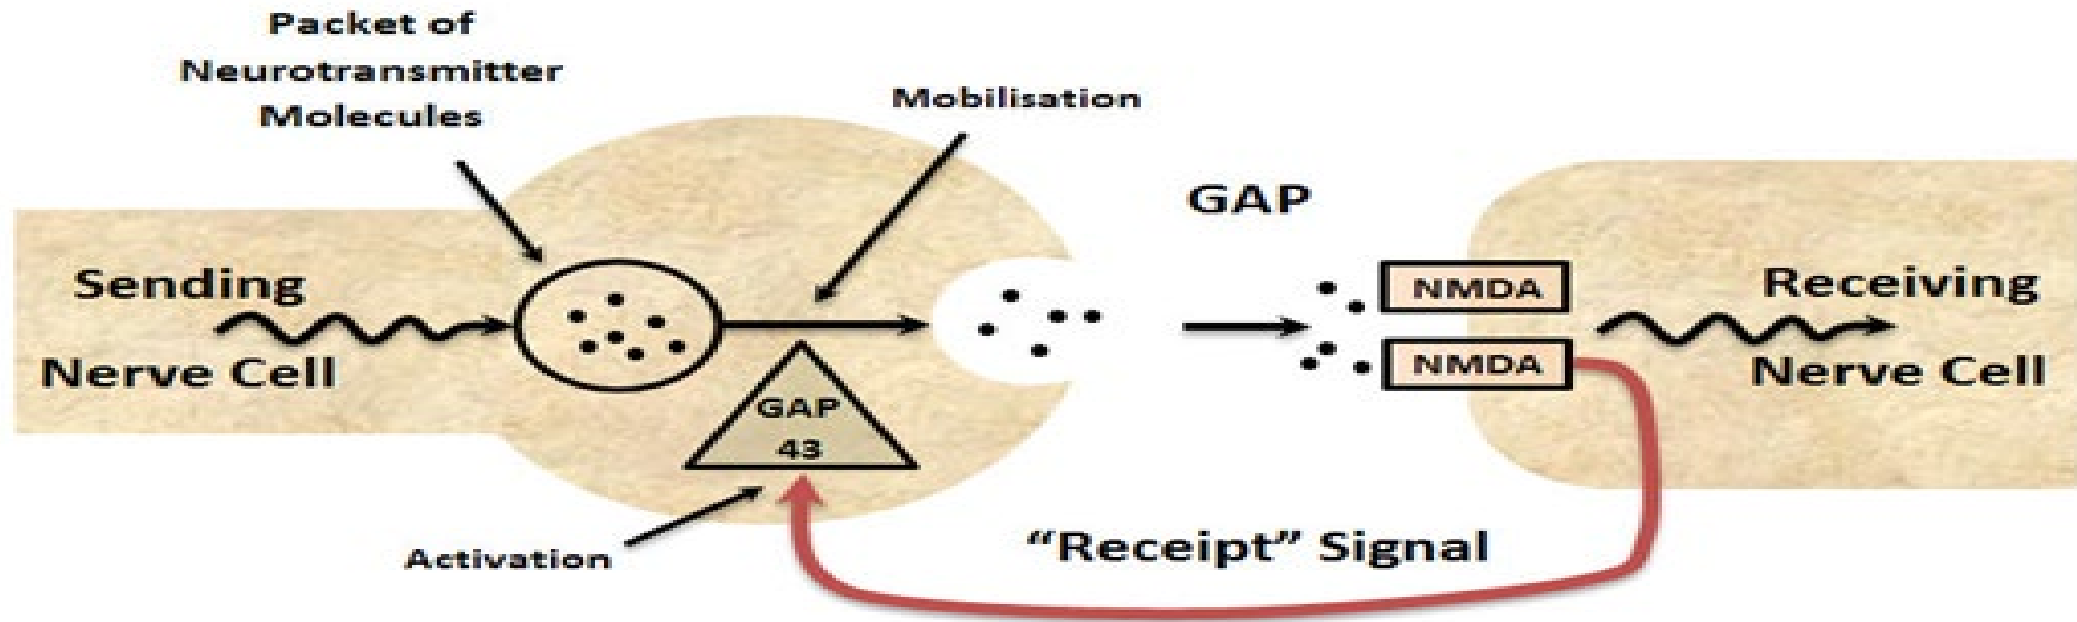 Packet of
Neurotransmitter
Molecules
Mobilisation
GAP
Sending
Nerve Cell
NMDA
NMDA
Receiving
Nerve Cell
GAP
43
Activation
“Receipt” Signal